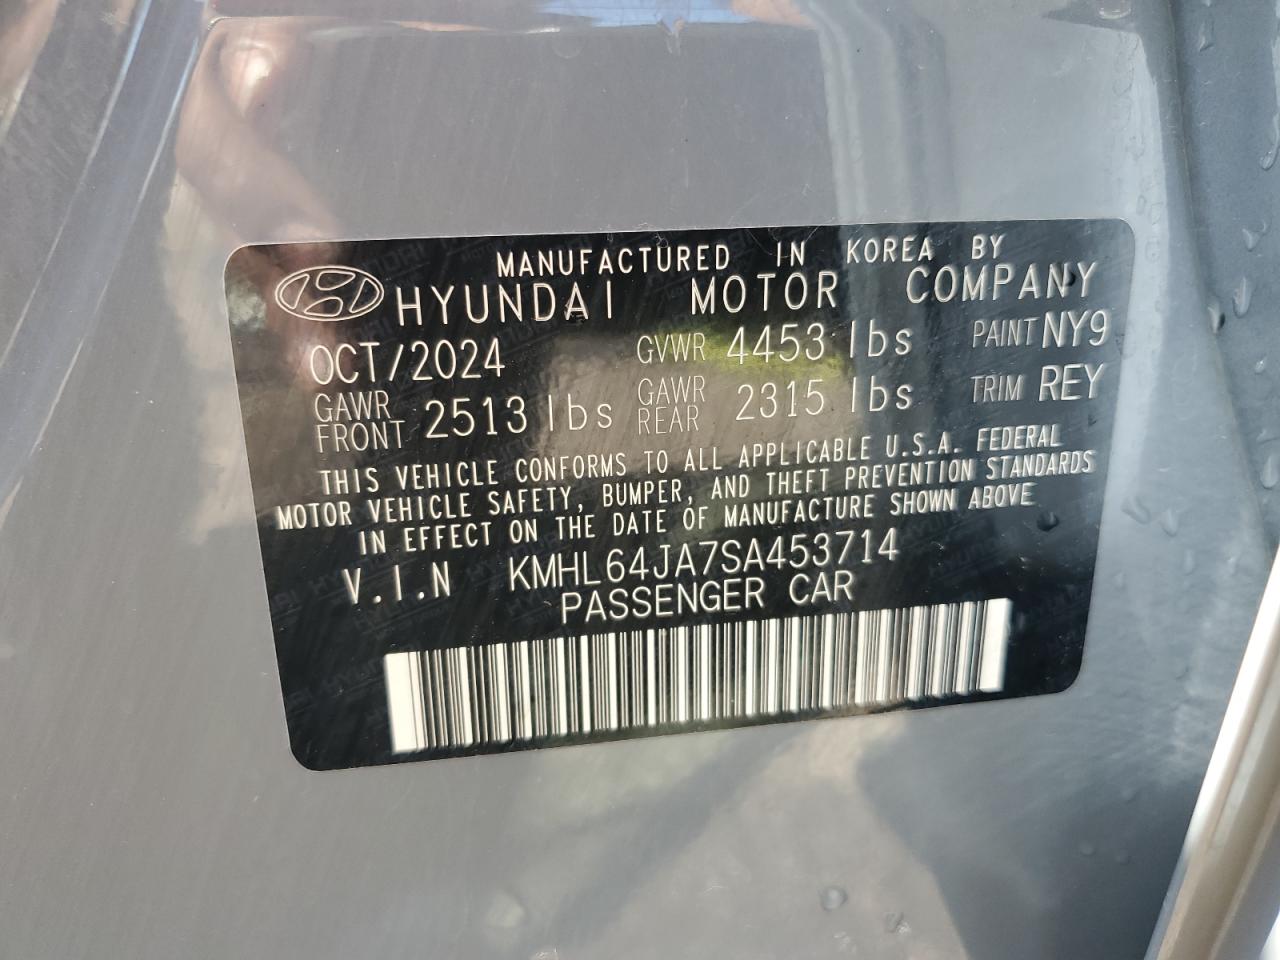 MANUFACTURED IN KOREA BY
HYUNDAI MOTOR COMPANY
OCT/2024 GVWR 4453 lbs PAINT NY9
GAWR FRONT 2513 lbs GAWR REAR 2315 lbs TRIM REY
THIS VEHICLE CONFORMS TO ALL APPLICABLE U.S.A. FEDERAL
MOTOR VEHICLE SAFETY, BUMPER, AND THEFT PREVENTION STANDARDS
IN EFFECT ON THE DATE OF MANUFACTURE SHOWN ABOVE
V.I.N KMHL64JA7SA453714
PASSENGER CAR